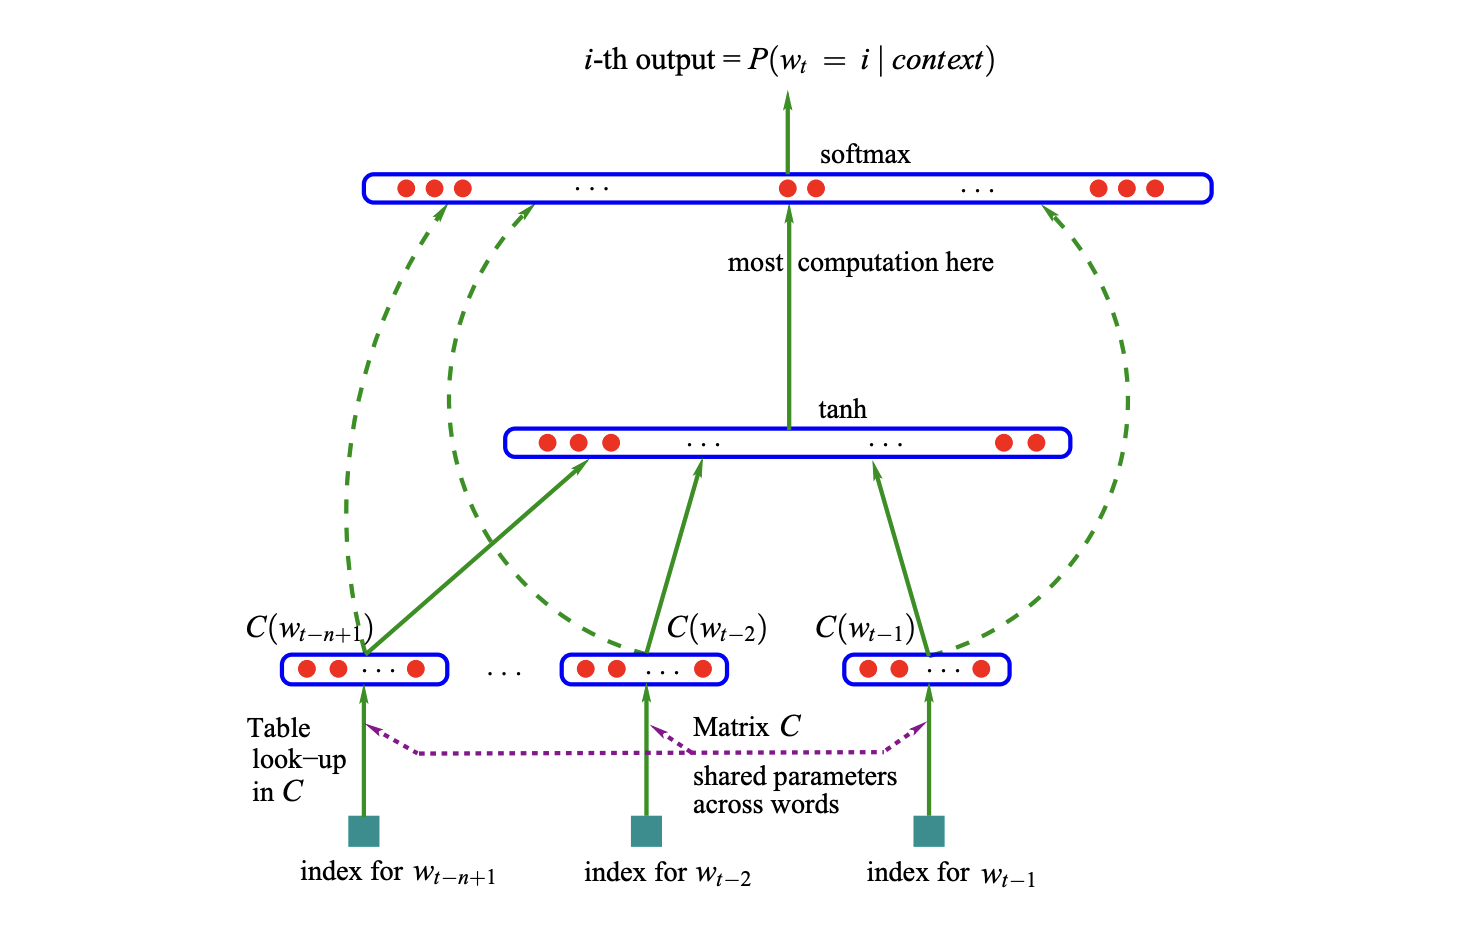 i-th output = P(w_t = i | context)
softmax
...
...
most computation here
tanh
...
...
C(w_{t−n+1})
C(w_{t−2})
C(w_{t−1})
...
...
...
...
Table
look−up
in C
Matrix C
shared parameters
across words
index for w_{t−n+1}
index for w_{t−2}
index for w_{t−1}